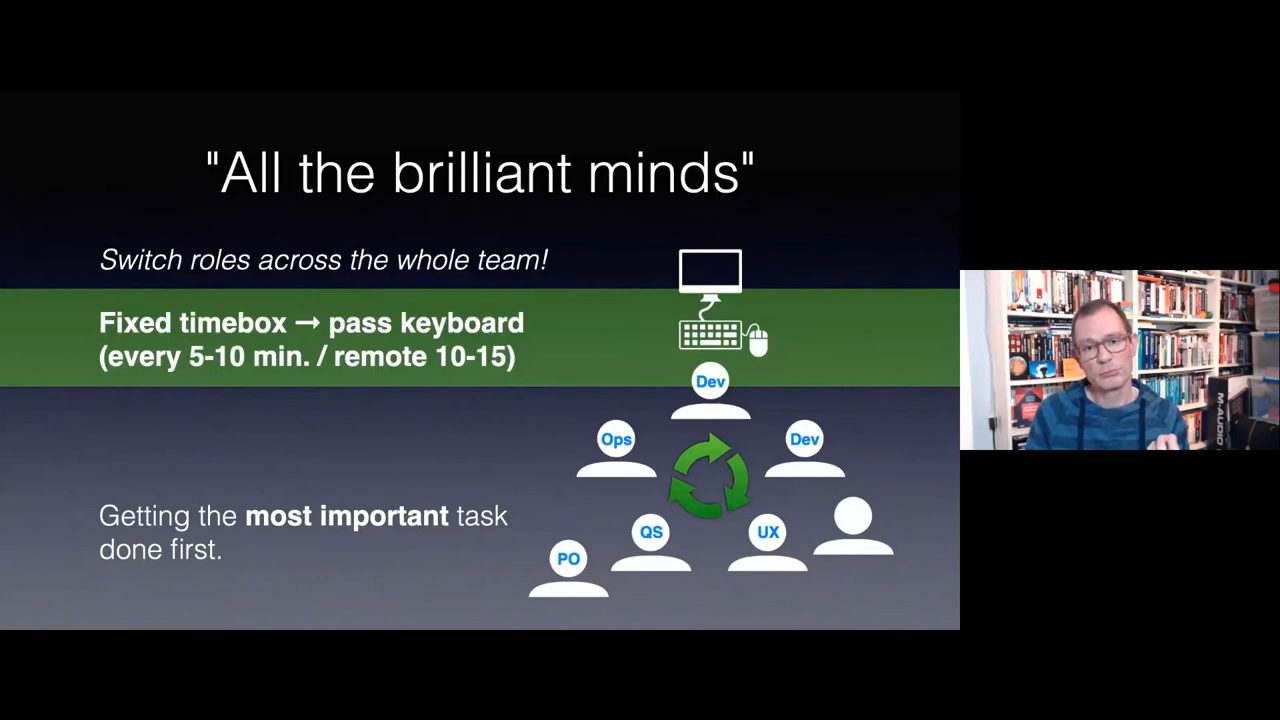 "All the brilliant minds"
Switch roles across the whole team!
Fixed timebox → pass keyboard
(every 5-10 min. / remote 10-15)
Dev
Ops
Dev
Getting the most important task
done first.
QS
UX
PO
M-AUDIO